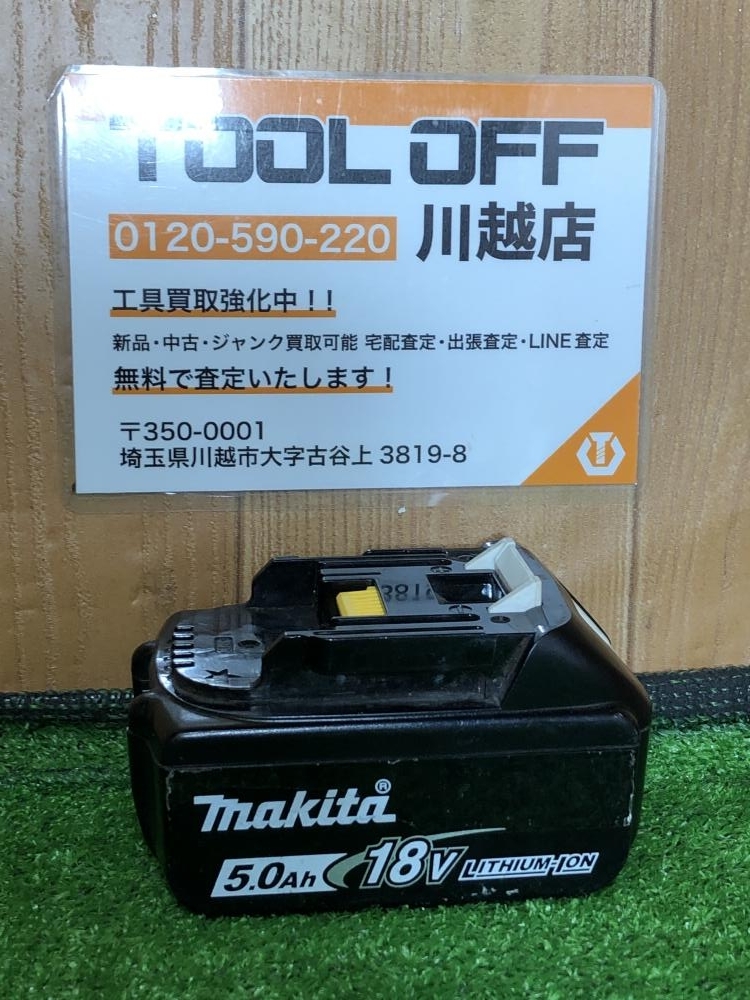 TOOL OFF
0120-590-220 川越店
工具買取強化中!!
新品・中古・ジャンク買取可能 宅配査定・出張査定・LINE査定
無料で査定いたします!
〒350-0001
埼玉県川越市大字古谷上 3819-8
makita®
5.0Ah 18V LITHIUM-ION